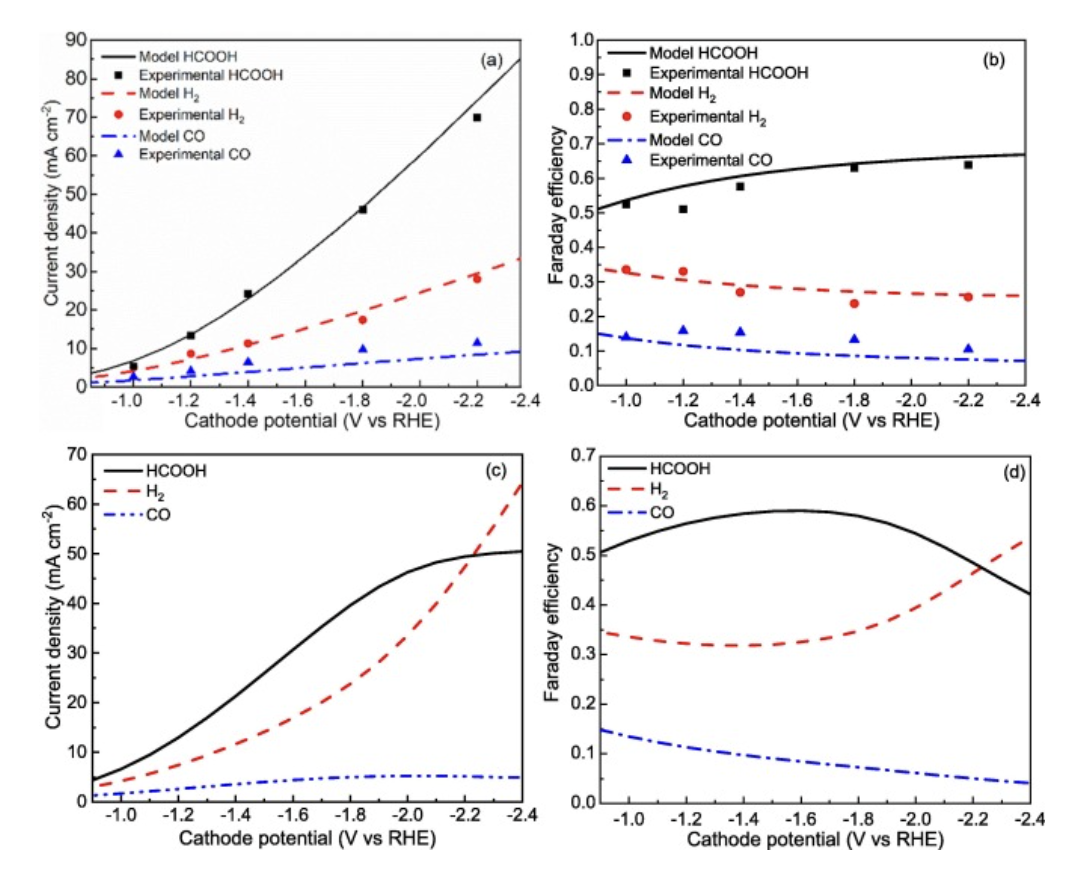 90
80
70
60
50
40
30
20
10
0
Current density (mA cm⁻²)
Model HCOOH
Experimental HCOOH
Model H₂
Experimental H₂
Model CO
Experimental CO
(a)
-1.0 -1.2 -1.4 -1.6 -1.8 -2.0 -2.2 -2.4
Cathode potential (V vs RHE)
1.0
0.9
0.8
0.7
0.6
0.5
0.4
0.3
0.2
0.1
0.0
Faraday efficiency
Model HCOOH
Experimental HCOOH
Model H₂
Experimental H₂
Model CO
Experimental CO
(b)
-1.0 -1.2 -1.4 -1.6 -1.8 -2.0 -2.2 -2.4
Cathode potential (V vs RHE)
70
60
50
40
30
20
10
0
Current density (mA cm⁻²)
HCOOH
H₂
CO
(c)
-1.0 -1.2 -1.4 -1.6 -1.8 -2.0 -2.2 -2.4
Cathode potential (V vs RHE)
0.7
0.6
0.5
0.4
0.3
0.2
0.1
0.0
Faraday efficiency
HCOOH
H₂
CO
(d)
-1.0 -1.2 -1.4 -1.6 -1.8 -2.0 -2.2 -2.4
Cathode potential (V vs RHE)